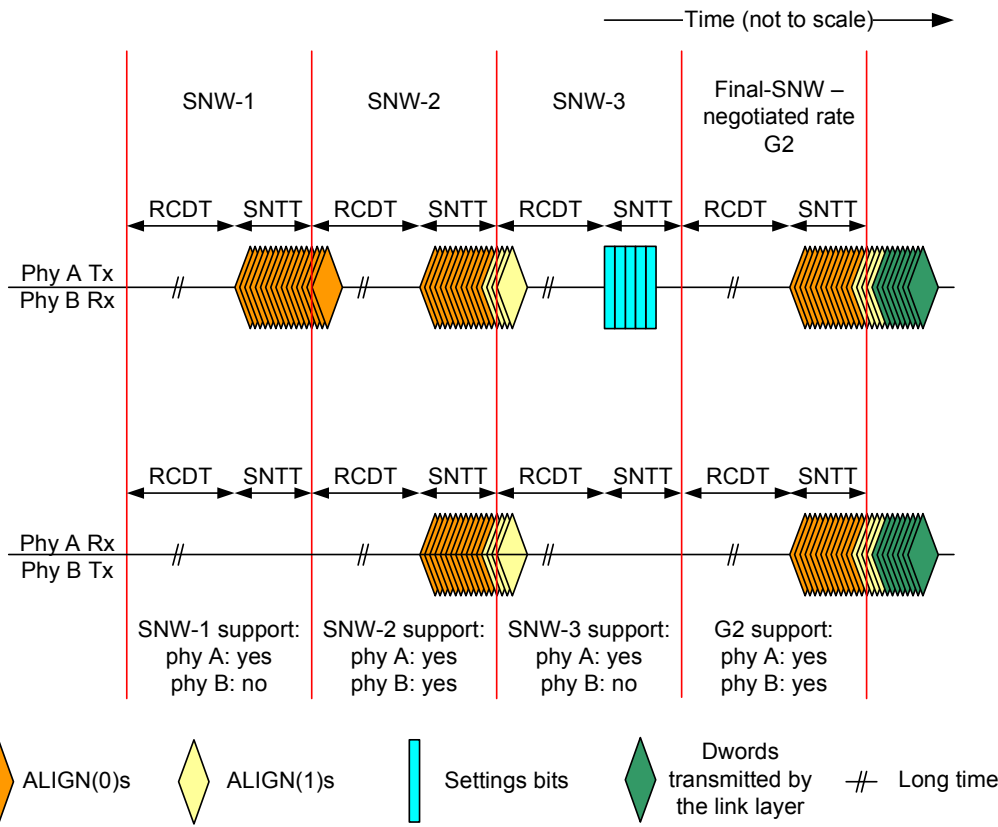 Time (not to scale)
SNW-1
SNW-2
SNW-3
Final-SNW –
negotiated rate
G2
RCDT SNTT RCDT SNTT RCDT SNTT RCDT SNTT
Phy A Tx
Phy B Rx
RCDT SNTT RCDT SNTT RCDT SNTT RCDT SNTT
Phy A Rx
Phy B Tx
SNW-1 support:
phy A: yes
phy B: no
SNW-2 support:
phy A: yes
phy B: yes
SNW-3 support:
phy A: yes
phy B: no
G2 support:
phy A: yes
phy B: yes
ALIGN(0)s
ALIGN(1)s
Settings bits
Dwords
transmitted by
the link layer
Long time